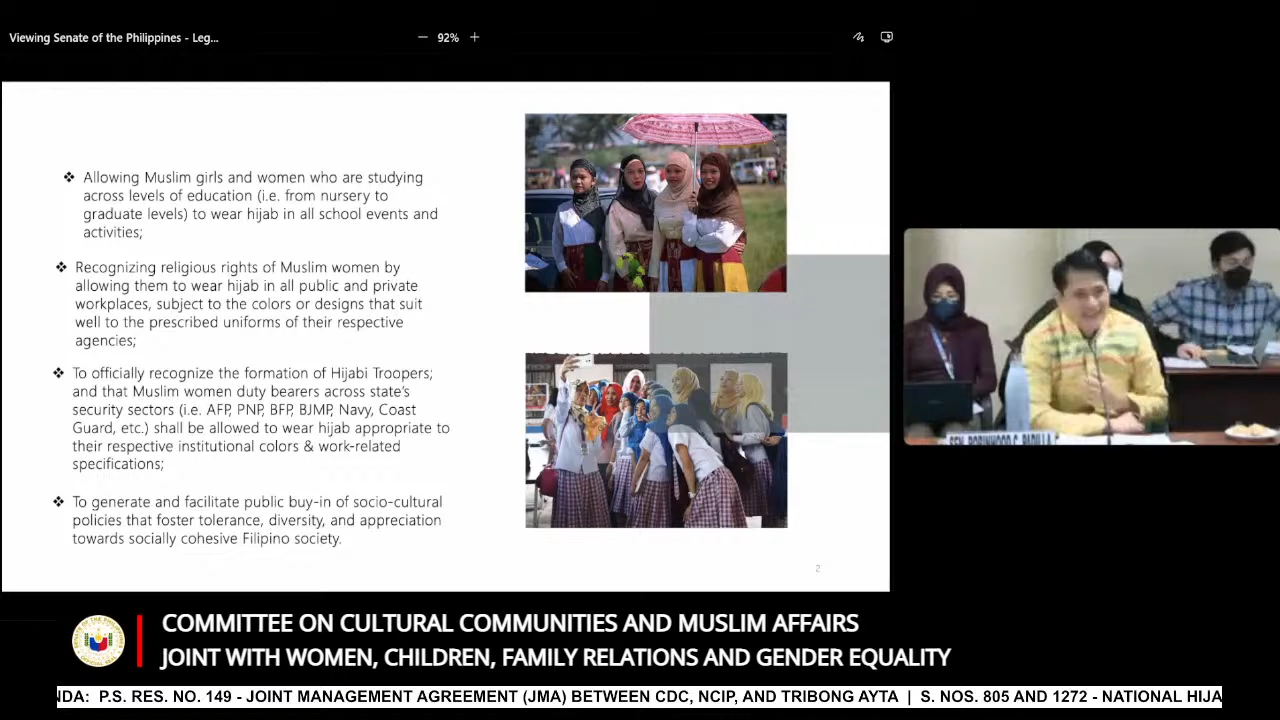 Viewing Senate of the Philippines - Leg...
92%
❖ Allowing Muslim girls and women who are studying
across levels of education (i.e. from nursery to
graduate levels) to wear hijab in all school events and
activities;
❖ Recognizing religious rights of Muslim women by
allowing them to wear hijab in all public and private
workplaces, subject to the colors or designs that suit
well to the prescribed uniforms of their respective
agencies;
❖ To officially recognize the formation of Hijabi Troopers;
and that Muslim women duty bearers across state's
security sectors (i.e. AFP, PNP, BFP, BJMP, Navy, Coast
Guard, etc.) shall be allowed to wear hijab appropriate to
their respective institutional colors & work-related
specifications;
❖ To generate and facilitate public buy-in of socio-cultural
policies that foster tolerance, diversity, and appreciation
towards socially cohesive Filipino society.
2
SEN. ROBINHOOD C. PADILLA
COMMITTEE ON CULTURAL COMMUNITIES AND MUSLIM AFFAIRS
JOINT WITH WOMEN, CHILDREN, FAMILY RELATIONS AND GENDER EQUALITY
NDA: P.S. RES. NO. 149 - JOINT MANAGEMENT AGREEMENT (JMA) BETWEEN CDC, NCIP, AND TRIBONG AYTA | S. NOS. 805 AND 1272 - NATIONAL HIJA